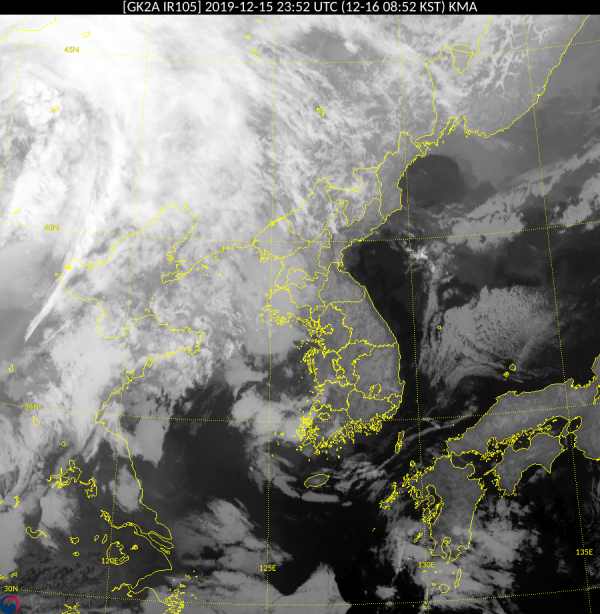 [GK2A IR105] 2019-12-15 23:52 UTC (12-16 08:52 KST) KMA
45N
40N
35N
120E
125E
130E
135E
30N